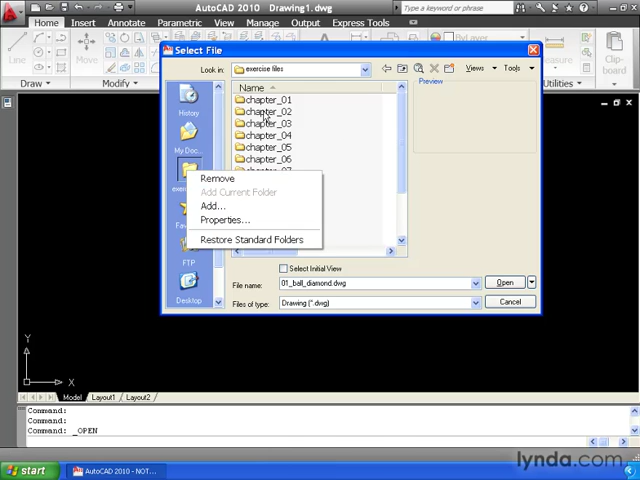 AutoCAD 2010 Drawing1.dwg
Type a keyword or phrase
Home Insert Annotate Parametric View Manage Output Express Tools
Line
Draw
Utilities
Select File
Look in: exercise files
Views Tools
Name
Preview
History
My Doc...
FTP
Desktop
chapter_01
chapter_02
chapter_03
chapter_04
chapter_05
chapter_06
Remove
Add Current Folder
Add...
Properties...
Restore Standard Folders
Select Initial View
File name: 01_ball_diamond.dwg Open
Files of type: Drawing (*.dwg) Cancel
Y
X
Model Layout1 Layout2
Command:
Command:
Command: _OPEN
lynda.com
start AutoCAD 2010 - NOT...